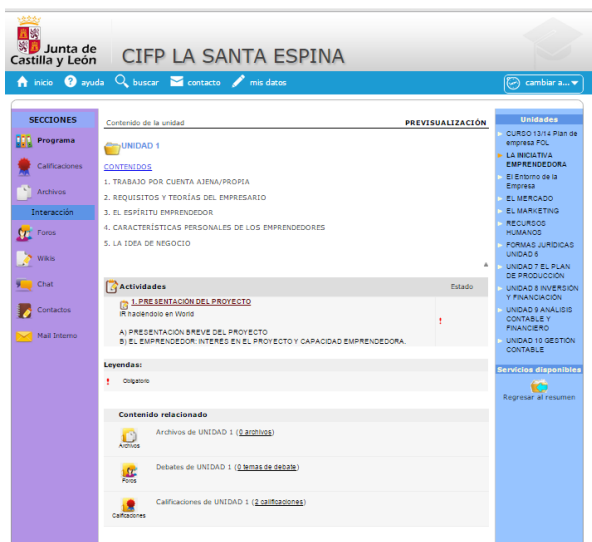 Junta de
Castilla y León
CIFP LA SANTA ESPINA
inicio
ayuda
buscar
contacto
mis datos
cambiar a...
SECCIONES
Programa
Calificaciones
Archivos
Interacción
Foros
Wikis
Chat
Contactos
Mail Interno
Contenido de la unidad
PREVISUALIZACIÓN
UNIDAD 1
CONTENIDOS
1. TRABAJO POR CUENTA AJENA/PROPIA
2. REQUISITOS Y TEORÍAS DEL EMPRESARIO
3. EL ESPÍRITU EMPRENDEDOR
4. CARACTERÍSTICAS PERSONALES DE LOS EMPRENDEDORES
5. LA IDEA DE NEGOCIO
Actividades
Estado
1. PRESENTACIÓN DEL PROYECTO
IR haciéndolo en World
!
A) PRESENTACIÓN BREVE DEL PROYECTO
B) EL EMPRENDEDOR: INTERES EN EL PROYECTO Y CAPACIDAD EMPRENDEDORA.
Leyendas:
! Obligatorio
Contenido relacionado
Archivos
Archivos de UNIDAD 1 (0 archivos)
Foros
Debates de UNIDAD 1 (0 temas de debate)
Calificaciones
Calificaciones de UNIDAD 1 (2 calificaciones)
Unidades
CURSO 13/14 Plan de
empresa FOL
LA INICIATIVA
EMPRENDEDORA
El Entorno de la
Empresa
EL MERCADO
EL MARKETING
RECURSOS
HUMANOS
FORMAS JURÍDICAS
UNIDAD 6
UNIDAD 7 EL PLAN
DE PRODUCCIÓN
UNIDAD 8 INVERSIÓN
Y FINANCIACIÓN
UNIDAD 9 ANÁLISIS
CONTABLE Y
FINANCIERO
UNIDAD 10 GESTIÓN
CONTABLE
Servicios disponibles
Regresar al resumen